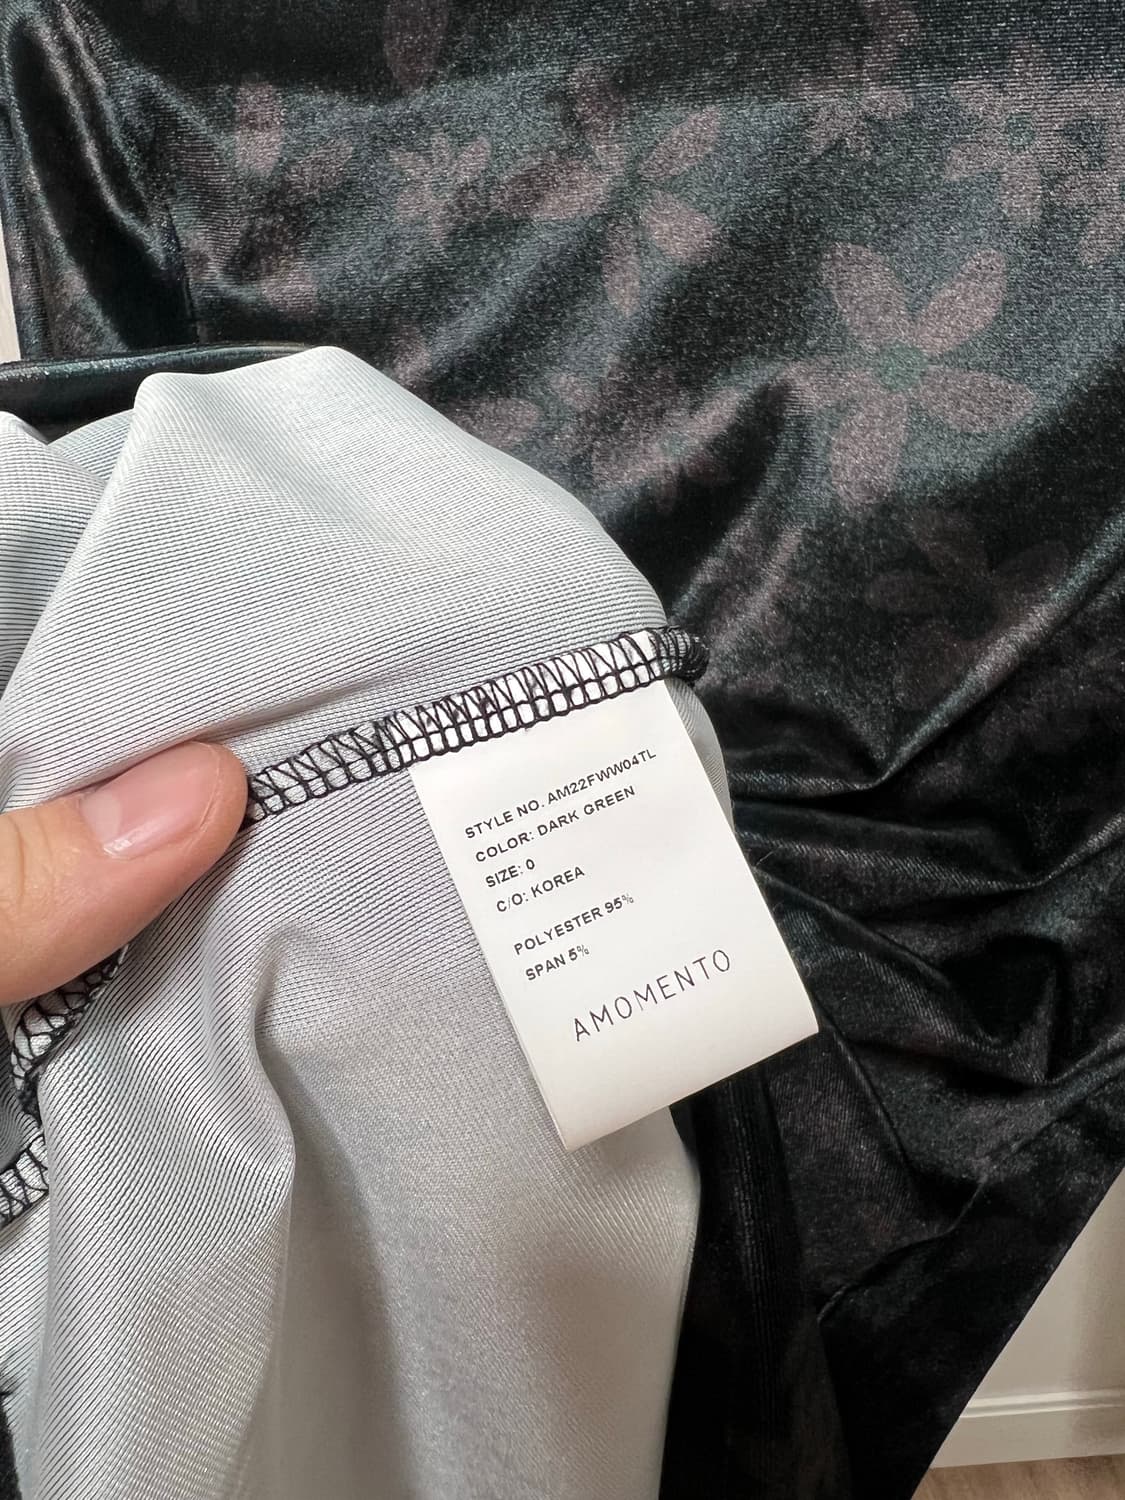 STYLE NO. AM22FWW04TL
COLOR: DARK GREEN
SIZE: 0
C/O: KOREA
POLYESTER 95%
SPAN 5%
AMOMENTO